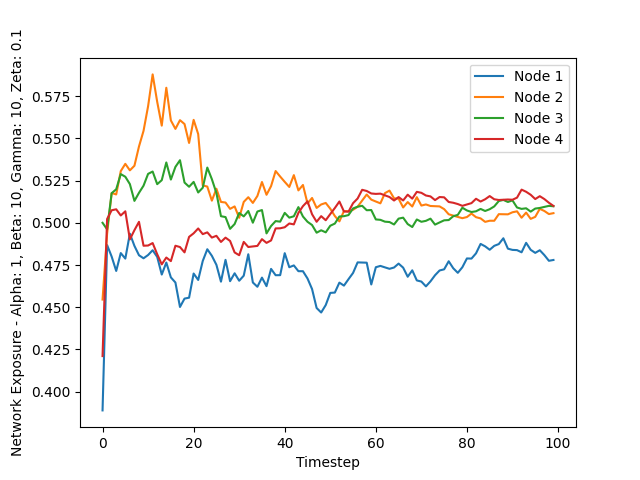 Network Exposure - Alpha: 1, Beta: 10, Gamma: 10, Zeta: 0.1
0.575
0.550
0.525
0.500
0.475
0.450
0.425
0.400
Node 1
Node 2
Node 3
Node 4
0 20 40 60 80 100
Timestep